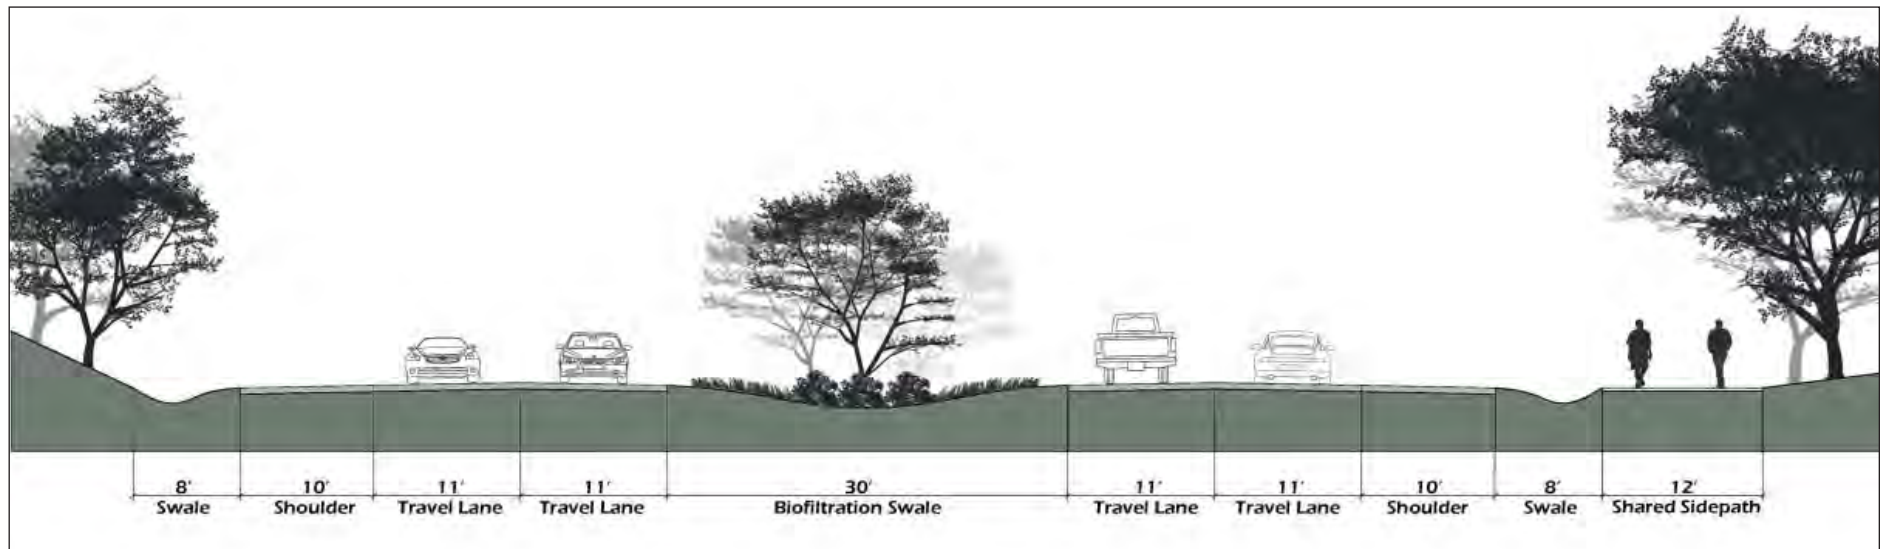 8' 10' 11' 11' 30' 11' 11' 10' 8' 12'
Swale Shoulder Travel Lane Travel Lane Biofiltration Swale Travel Lane Travel Lane Shoulder Swale Shared Sidepath